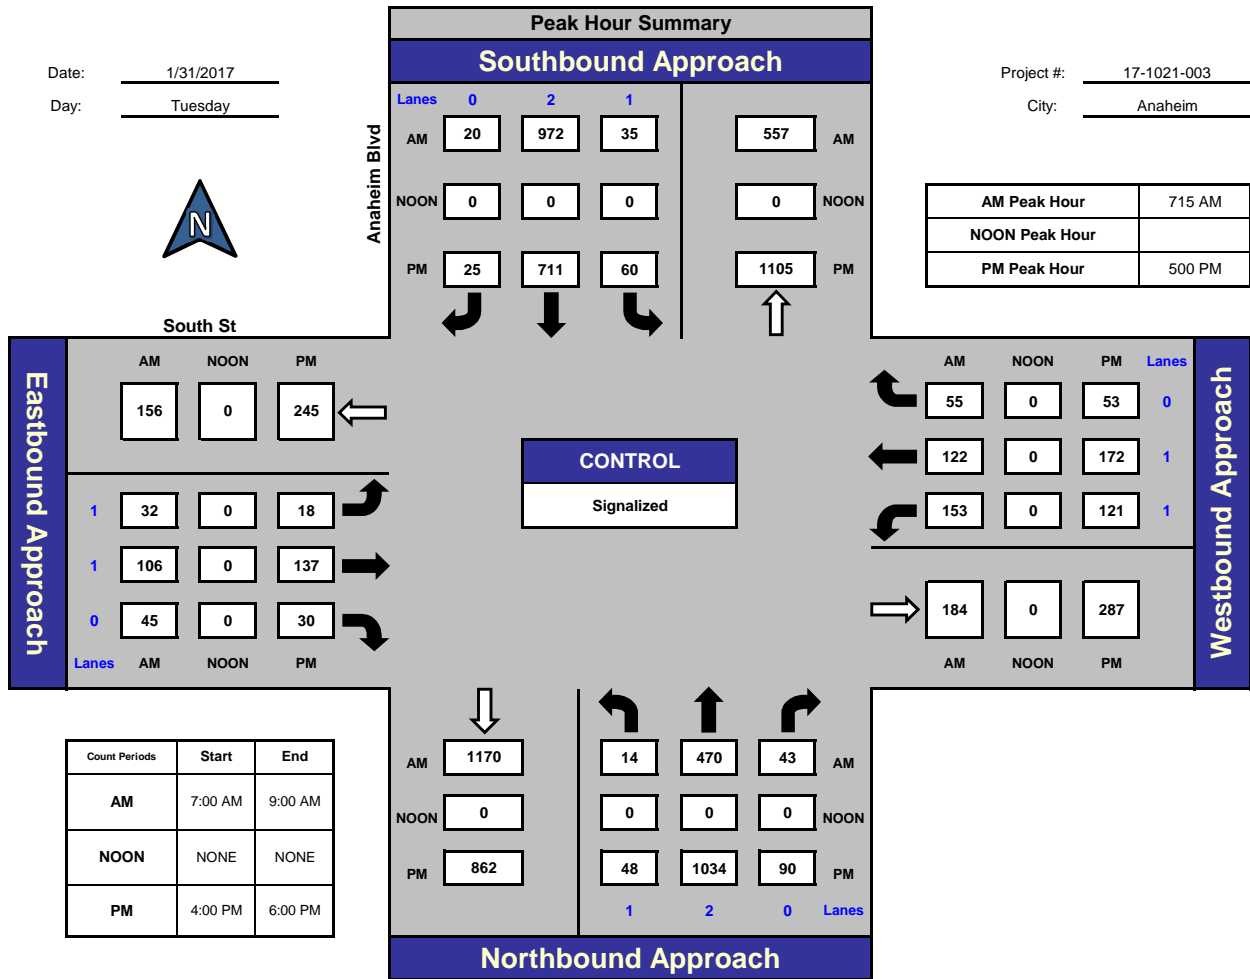 Peak Hour Summary
Southbound Approach
Date: 1/31/2017
Day: Tuesday
Project #: 17-1021-003
City: Anaheim
Anaheim Blvd
Lanes 0 2 1
AM 20 972 35 557 AM
NOON 0 0 0 0 NOON
PM 25 711 60 1105 PM
N
AM Peak Hour 715 AM
NOON Peak Hour
PM Peak Hour 500 PM
South St
Eastbound Approach
AM NOON PM
156 0 245
1 32 0 18
1 106 0 137
0 45 0 30
Lanes AM NOON PM
CONTROL
Signalized
AM NOON PM Lanes
55 0 53 0
122 0 172 1
153 0 121 1
184 0 287
AM NOON PM
Westbound Approach
Count Periods Start End
AM 7:00 AM 9:00 AM
NOON NONE NONE
PM 4:00 PM 6:00 PM
AM 1170 14 470 43 AM
NOON 0 0 0 0 NOON
PM 862 48 1034 90 PM
1 2 0 Lanes
Northbound Approach